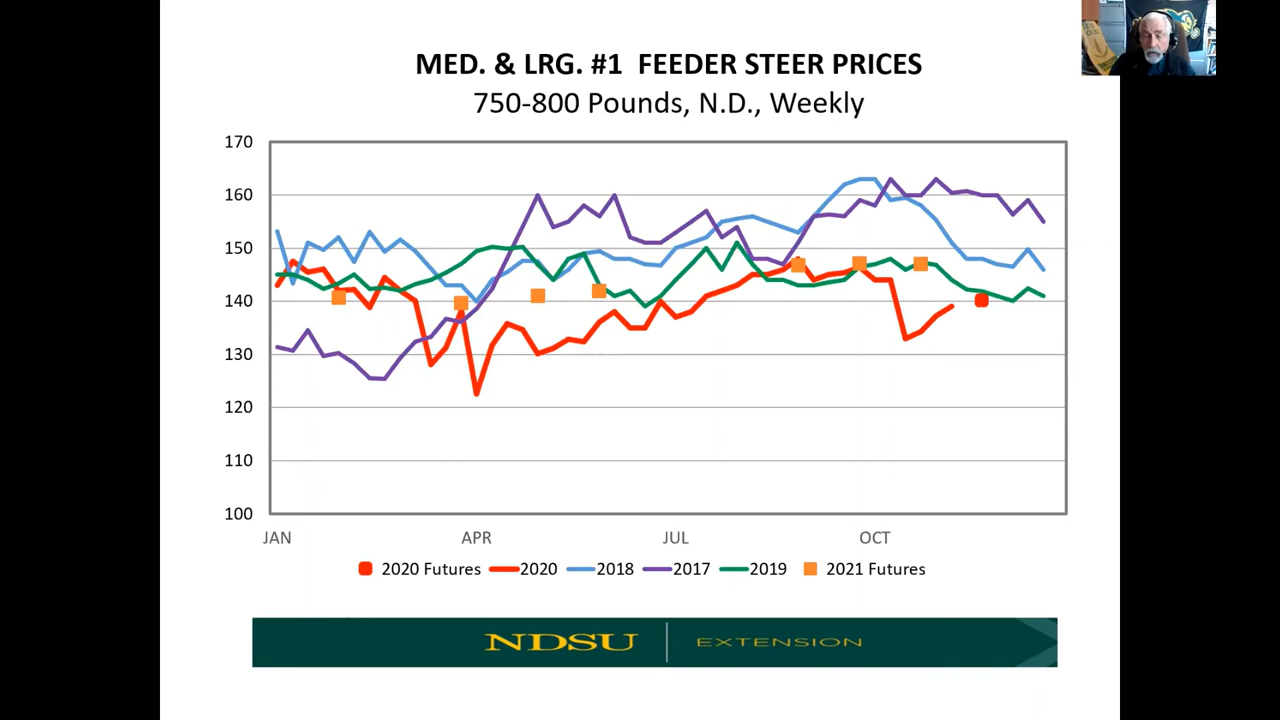 MED. & LRG. #1 FEEDER STEER PRICES
750-800 Pounds, N.D., Weekly
170
160
150
140
130
120
110
100
JAN
APR
JUL
OCT
2020 Futures
2020
2018
2017
2019
2021 Futures
NDSU
EXTENSION